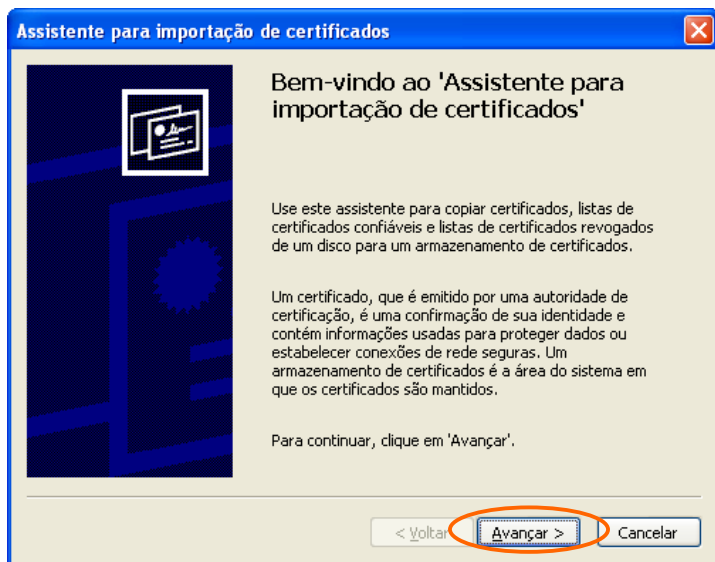 Assistente para importação de certificados
Bem-vindo ao 'Assistente para
importação de certificados'
Use este assistente para copiar certificados, listas de
certificados confiáveis e listas de certificados revogados
de um disco para um armazenamento de certificados.
Um certificado, que é emitido por uma autoridade de
certificação, é uma confirmação de sua identidade e
contém informações usadas para proteger dados ou
estabelecer conexões de rede seguras. Um
armazenamento de certificados é a área do sistema em
que os certificados são mantidos.
Para continuar, clique em 'Avançar'.
< Voltar Avançar > Cancelar